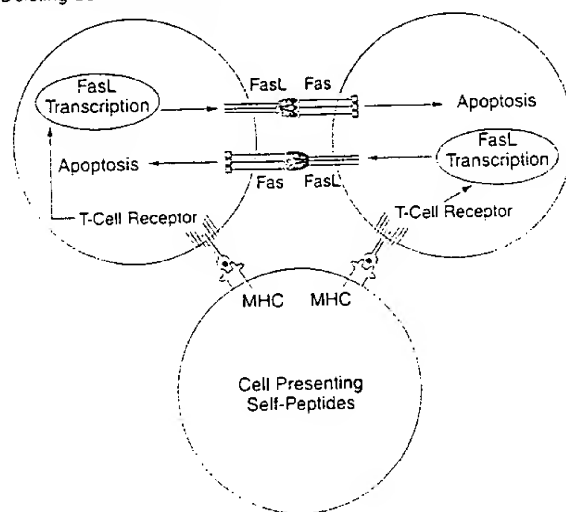 FasL Fas
FasL
Transcription
Apoptosis
FasL
Transcription
Apoptosis
Fas FasL
T-Cell Receptor
T-Cell Receptor
MHC MHC
Cell Presenting
Self-Peptides